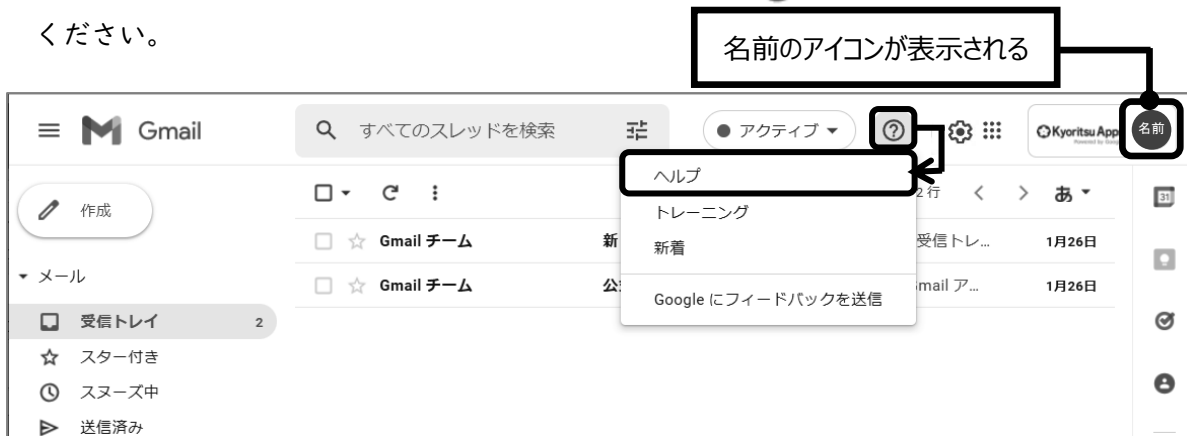 ください。
名前のアイコンが表示される
Gmail
すべてのスレッドを検索
アクティブ
Kyoritsu App
名前
ヘルプ
2 行
あ
31
作成
トレーニング
Gmail チーム
新
受信トレ...
1月26日
新着
メール
Gmail チーム
公
mail ア...
1月26日
Google にフィードバックを送信
受信トレイ
2
スター付き
スヌーズ中
送信済み